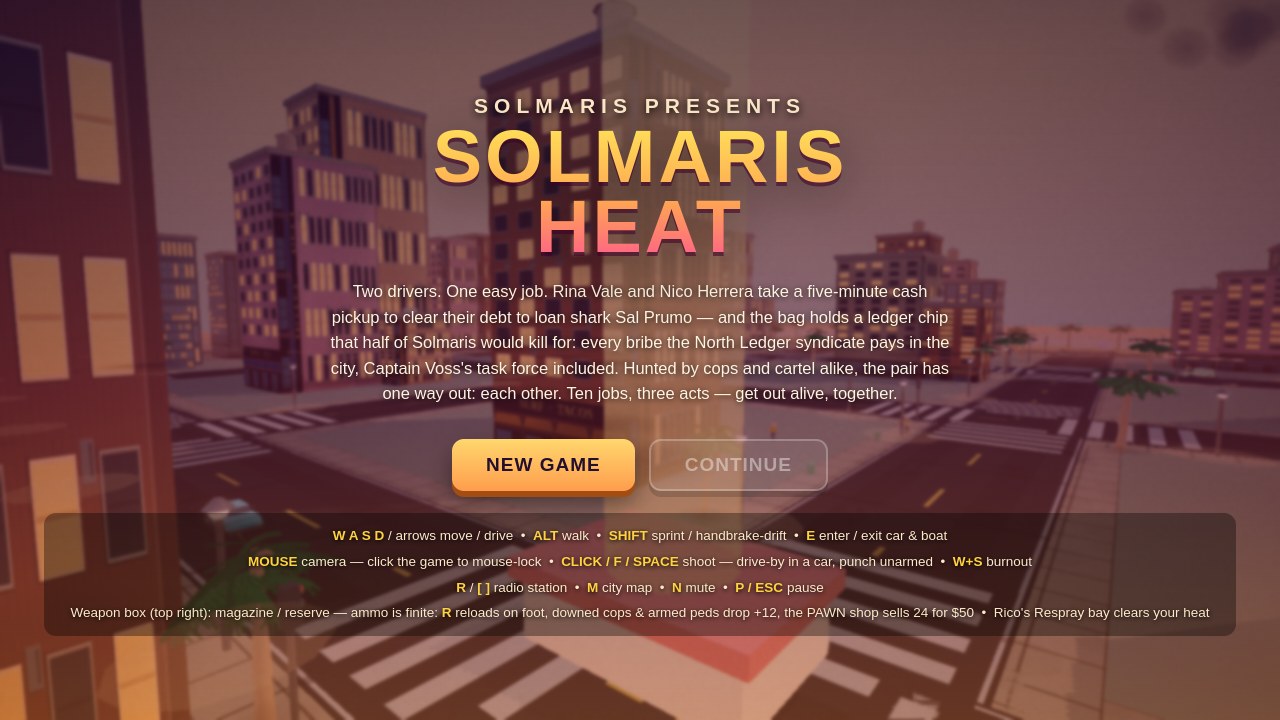 SOLMARIS PRESENTS
SOLMARIS
HEAT
Two drivers. One easy job. Rina Vale and Nico Herrera take a five-minute cash
pickup to clear their debt to loan shark Sal Prumo — and the bag holds a ledger chip
that half of Solmaris would kill for: every bribe the North Ledger syndicate pays in the
city, Captain Voss's task force included. Hunted by cops and cartel alike, the pair has
one way out: each other. Ten jobs, three acts — get out alive, together.
NEW GAME
CONTINUE
W A S D / arrows move / drive • ALT walk • SHIFT sprint / handbrake-drift • E enter / exit car & boat
MOUSE camera — click the game to mouse-lock • CLICK / F / SPACE shoot — drive-by in a car, punch unarmed • W+S burnout
R / [ ] radio station • M city map • N mute • P / ESC pause
Weapon box (top right): magazine / reserve — ammo is finite: R reloads on foot, downed cops & armed peds drop +12, the PAWN shop sells 24 for $50 • Rico's Respray bay clears your heat